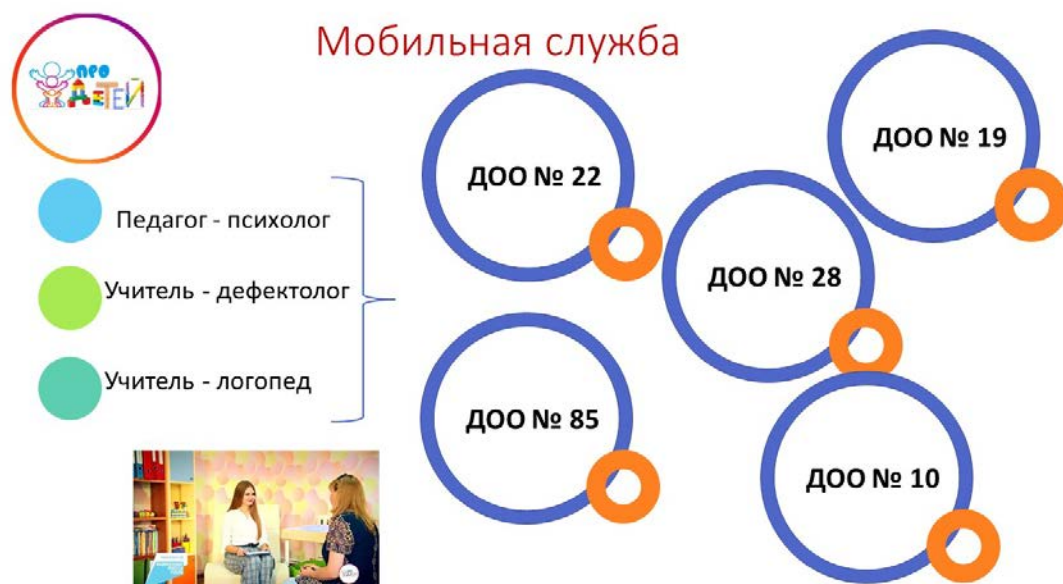 про
ДЕТЕЙ
Мобильная служба
Педагог - психолог
Учитель - дефектолог
Учитель - логопед
ДОО № 22
ДОО № 19
ДОО № 28
ДОО № 85
ДОО № 10